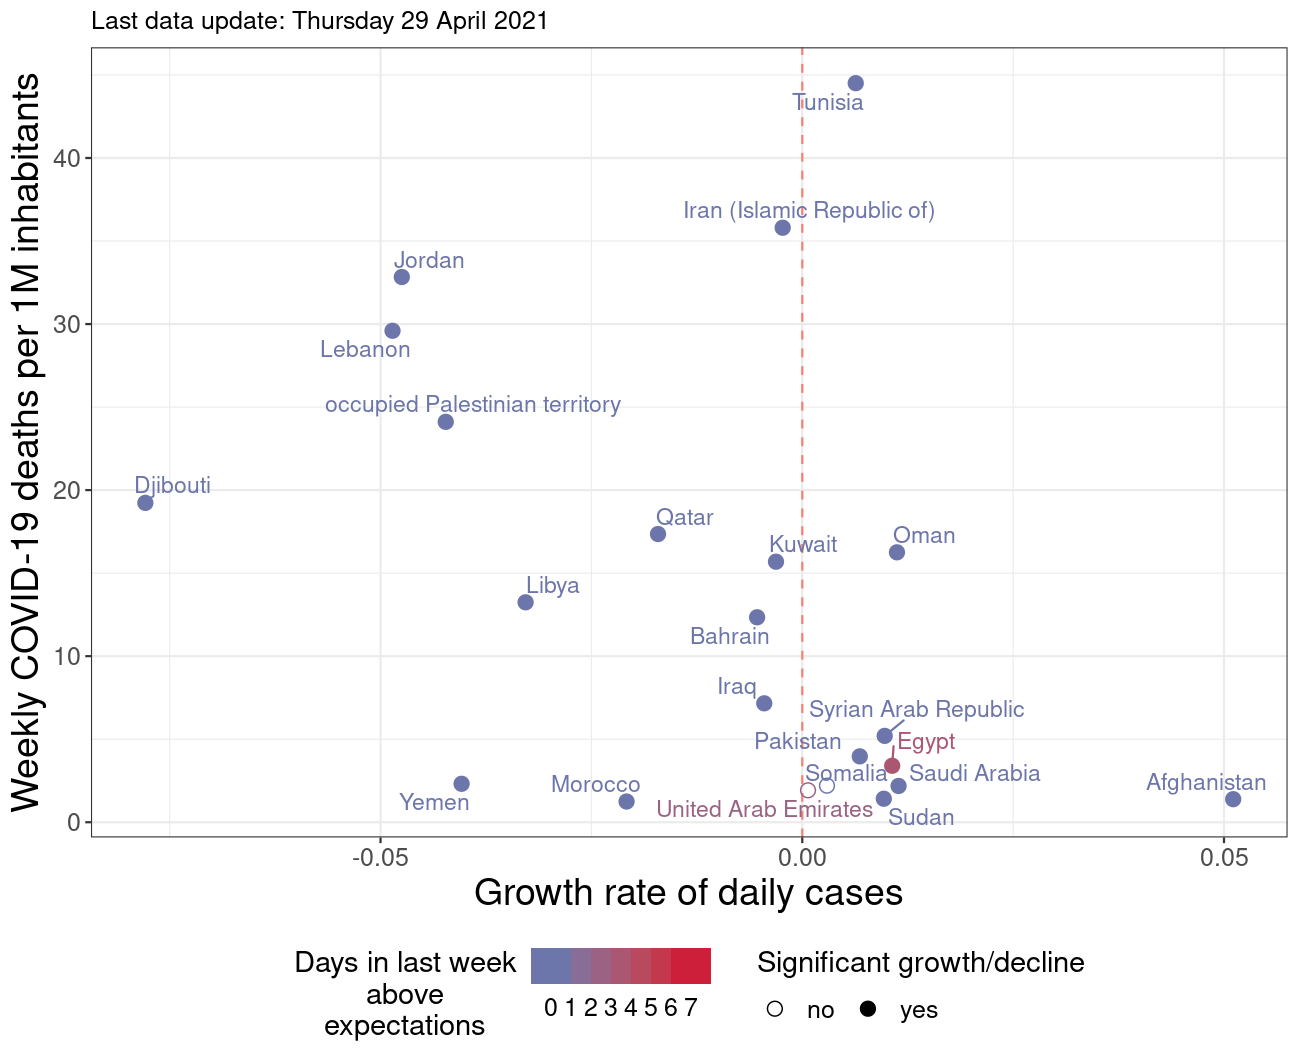 Last data update: Thursday 29 April 2021
Weekly COVID-19 deaths per 1M inhabitants
40
30
20
10
0
Tunisia
Iran (Islamic Republic of)
Jordan
Lebanon
occupied Palestinian territory
Djibouti
Qatar
Kuwait
Oman
Libya
Bahrain
Iraq
Syrian Arab Republic
Pakistan
Egypt
Somalia
Saudi Arabia
Afghanistan
Morocco
Yemen
United Arab Emirates
Sudan
-0.05
0.00
0.05
Growth rate of daily cases
Days in last week
above
expectations
0 1 2 3 4 5 6 7
Significant growth/decline
no
yes